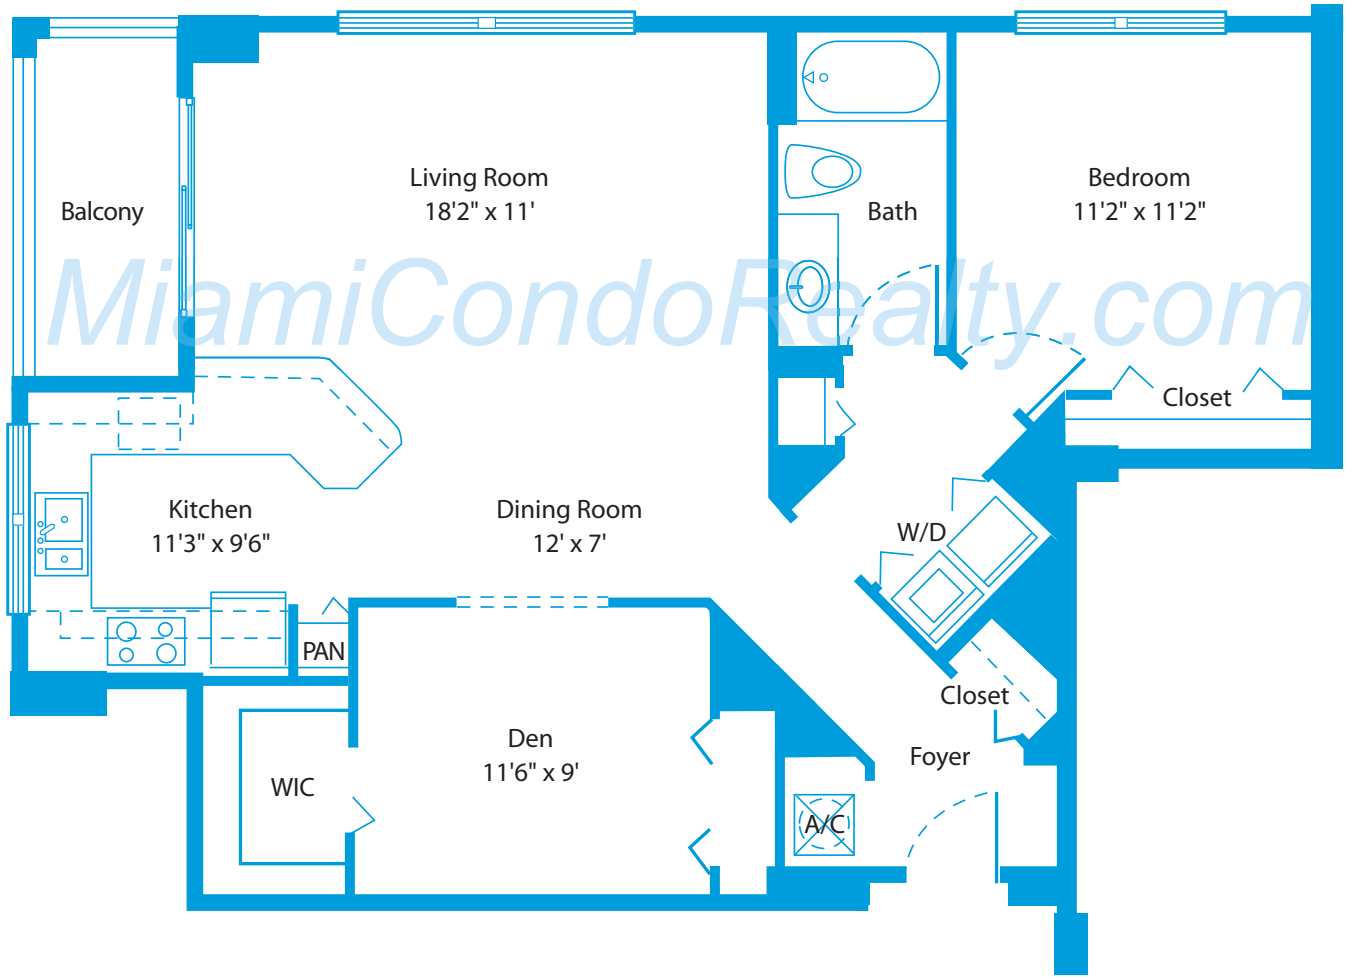 Living Room
18'2" x 11'
Bedroom
11'2" x 11'2"
Balcony
Bath
MiamiCondoRealty.com
Closet
Kitchen
11'3" x 9'6"
Dining Room
12' x 7'
W/D
PAN
Closet
Den
11'6" x 9'
Foyer
WIC
A/C